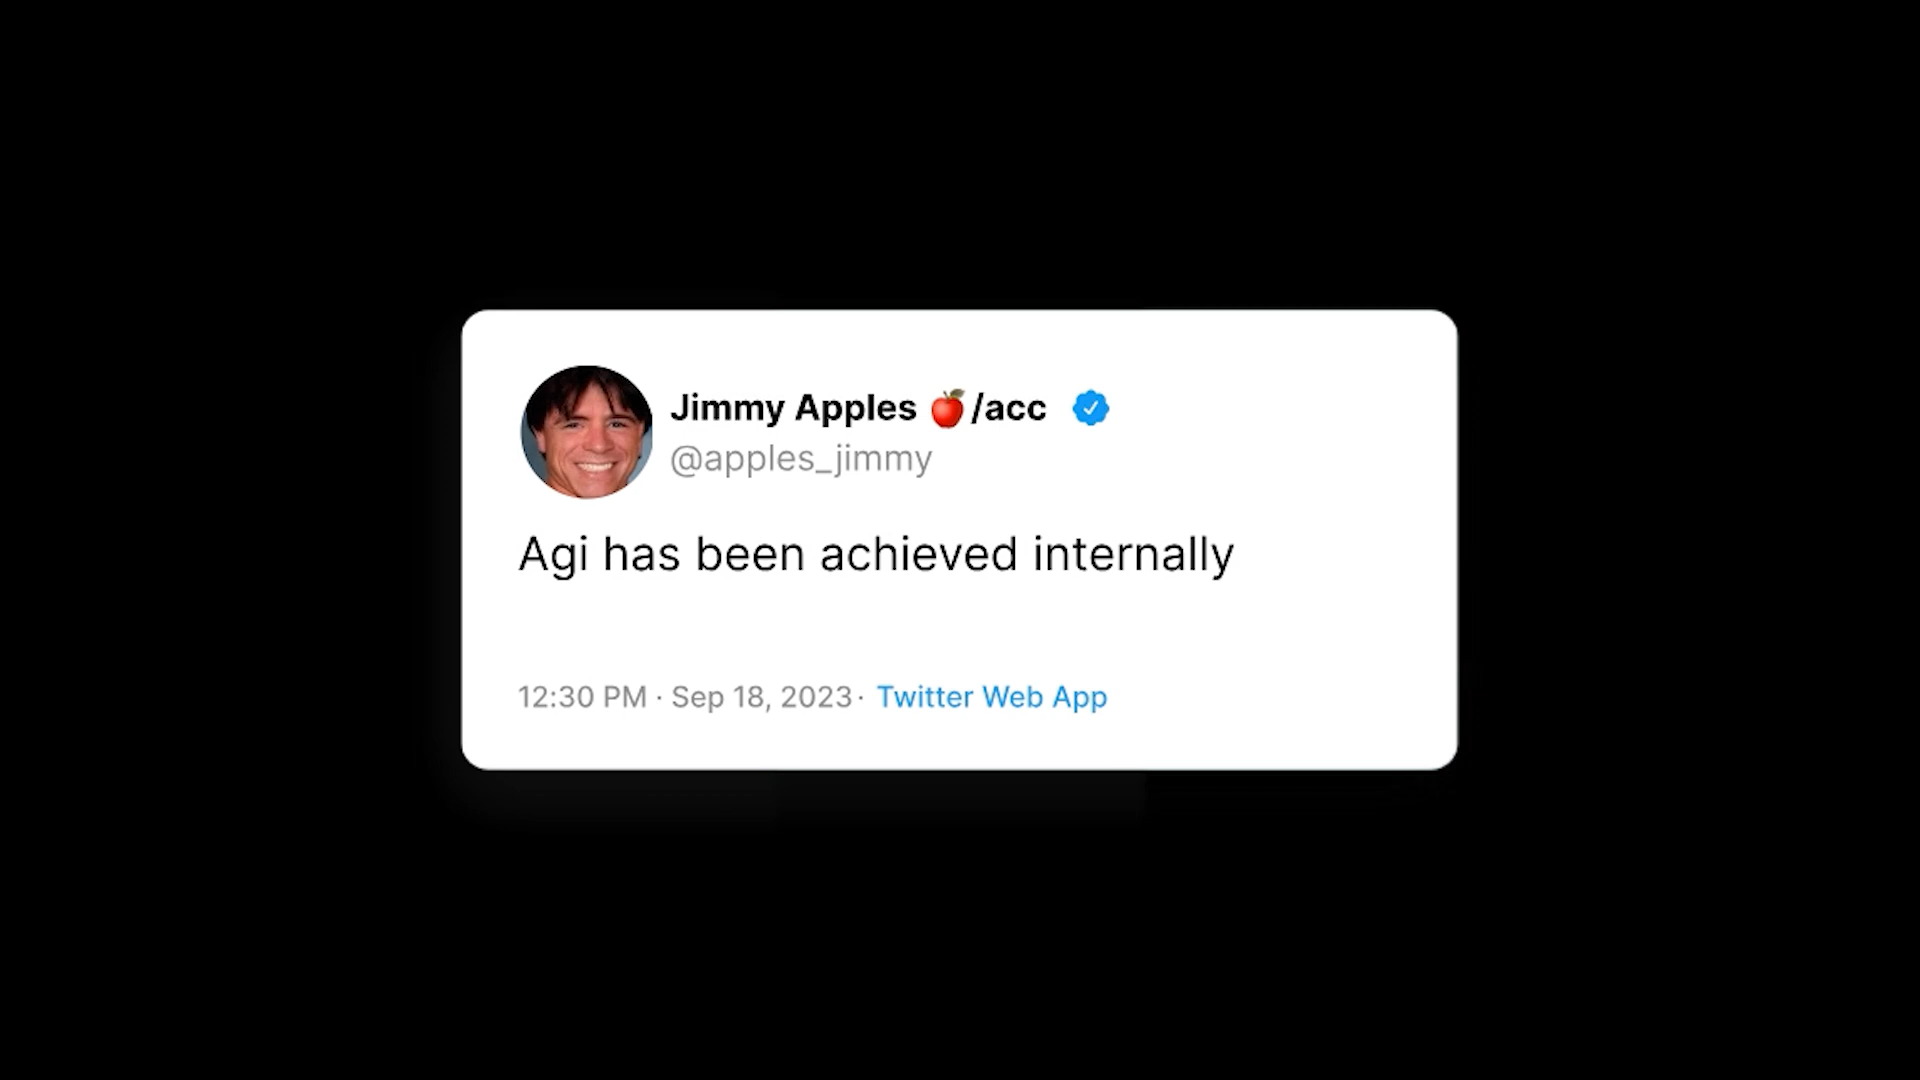 Jimmy Apples 🍎/acc
@apples_jimmy
Agi has been achieved internally
12:30 PM · Sep 18, 2023 · Twitter Web App